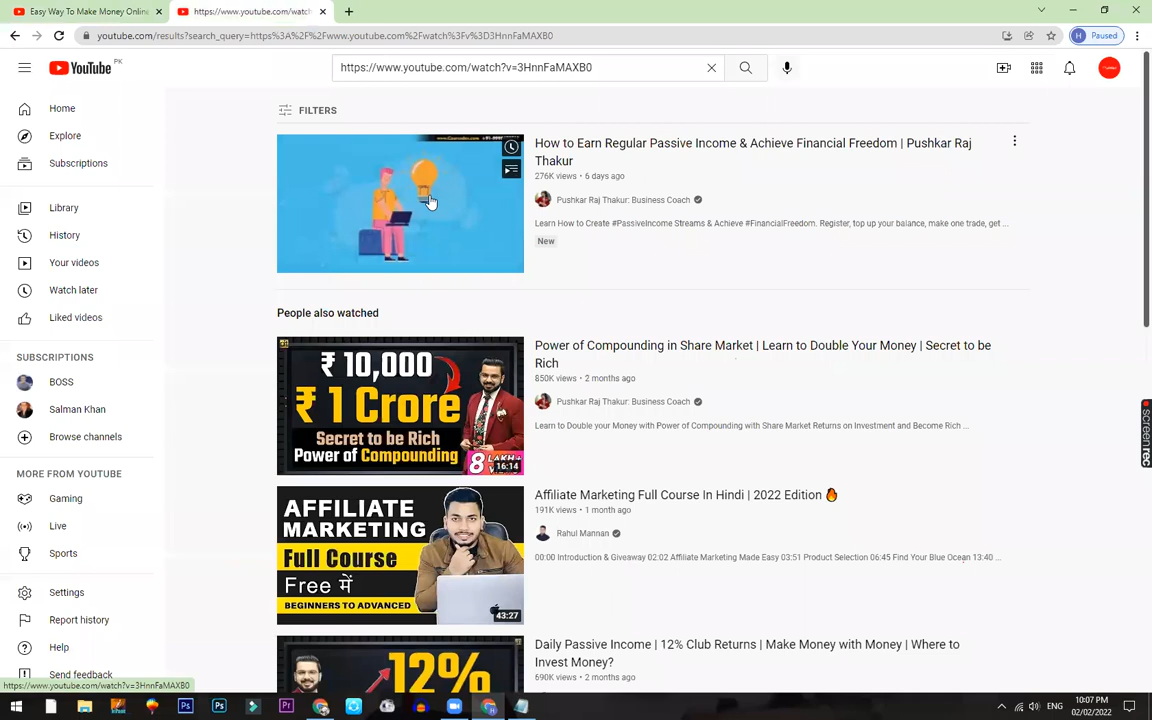 Easy Way To Make Money Online
https://www.youtube.com/watch
youtube.com/results?search_query=https%3A%2F%2Fwww.youtube.com%2Fwatch%3Fv%3D3HnnFaMAXB0
H Paused
YouTube PK
https://www.youtube.com/watch?v=3HnnFaMAXB0
Home
Explore
Subscriptions
Library
History
Your videos
Watch later
Liked videos
SUBSCRIPTIONS
BOSS
Salman Khan
Browse channels
MORE FROM YOUTUBE
Gaming
Live
Sports
Settings
Report history
Help
Send feedback
FILTERS
How to Earn Regular Passive Income & Achieve Financial Freedom | Pushkar Raj
Thakur
276K views • 6 days ago
Pushkar Raj Thakur: Business Coach
Learn How to Create #PassiveIncome Streams & Achieve #FinancialFreedom. Register, top up your balance, make one trade, get ...
New
People also watched
₹ 10,000
₹ 1 Crore
Secret to be Rich
Power of Compounding
8 LAKH+
16:14
Power of Compounding in Share Market | Learn to Double Your Money | Secret to be
Rich
850K views • 2 months ago
Pushkar Raj Thakur: Business Coach
Learn to Double your Money with Power of Compounding with Share Market Returns on Investment and Become Rich ...
AFFILIATE
MARKETING
Full Course
Free में
BEGINNERS TO ADVANCED
43:27
Affiliate Marketing Full Course In Hindi | 2022 Edition 🔥
191K views • 1 month ago
Rahul Mannan
00:00 Introduction & Giveaway 02:02 Affiliate Marketing Made Easy 03:51 Product Selection 06:45 Find Your Blue Ocean 13:40 ...
12%
Daily Passive Income | 12% Club Returns | Make Money with Money | Where to
Invest Money?
690K views • 2 months ago
https://www.youtube.com/watch?v=3HnnFaMAXB0
screenrec
ENG
10:07 PM
02/02/2022